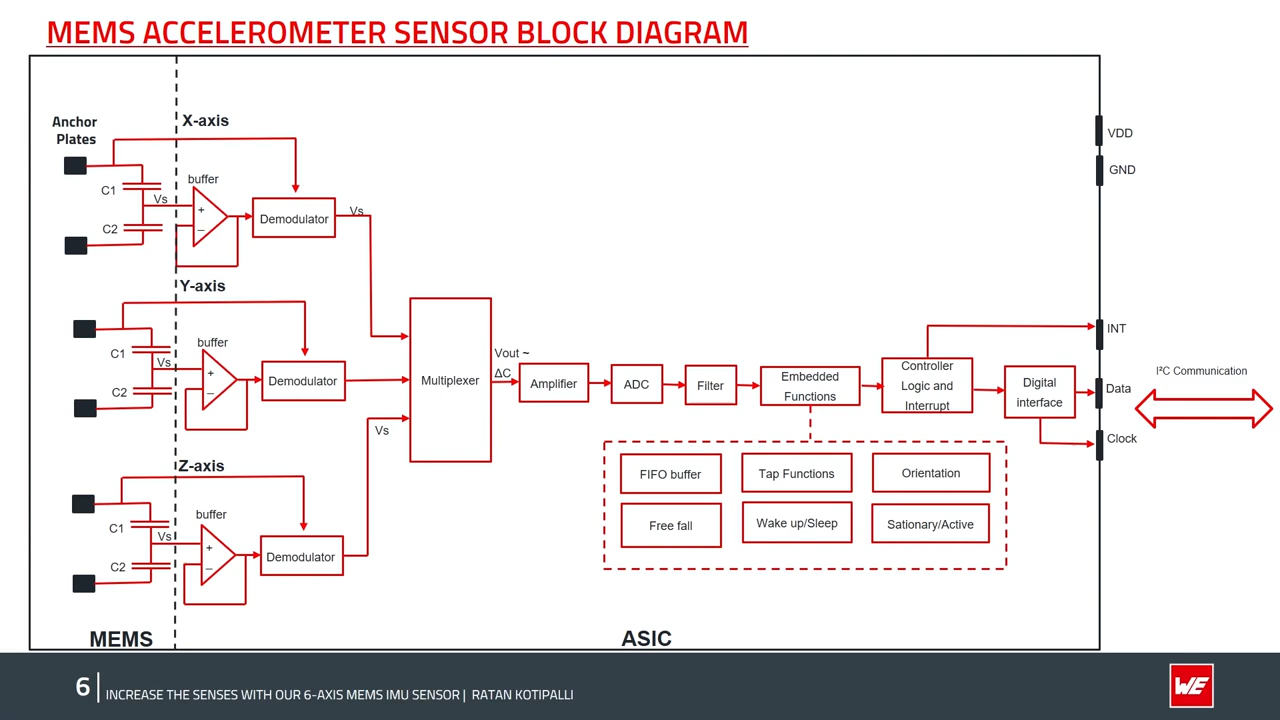 MEMS ACCELEROMETER SENSOR BLOCK DIAGRAM
Anchor
Plates
X-axis
buffer
C1
Vs
+
–
C2
Demodulator
Vs
VDD
GND
Y-axis
buffer
C1
Vs
+
–
C2
Demodulator
Multiplexer
Vout ~
ΔC
Amplifier
ADC
Filter
Embedded
Functions
Controller
Logic and
Interrupt
Digital
interface
INT
Data
Clock
I²C Communication
Vs
Z-axis
buffer
C1
Vs
+
–
C2
Demodulator
FIFO buffer
Tap Functions
Orientation
Free fall
Wake up/Sleep
Sationary/Active
MEMS
ASIC
6
INCREASE THE SENSES WITH OUR 6-AXIS MEMS IMU SENSOR | RATAN KOTIPALLI
WE